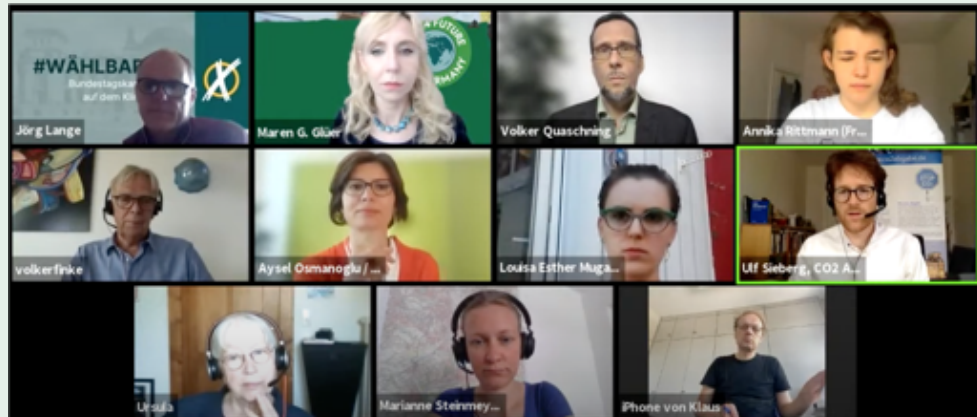 #WÄHLBAR
Bundestagska
auf dem Kli
Jörg Lange
FUTURE
GERMANY
Maren G. Glüer
Volker Quaschning
Annika Rittmann (Fr...
volkerfinke
Aysel Osmanoglu / ...
Louisa Esther Muga...
Ulf Sieberg, CO2 A...
Ursula
Marianne Steinmey...
iPhone von Klaus